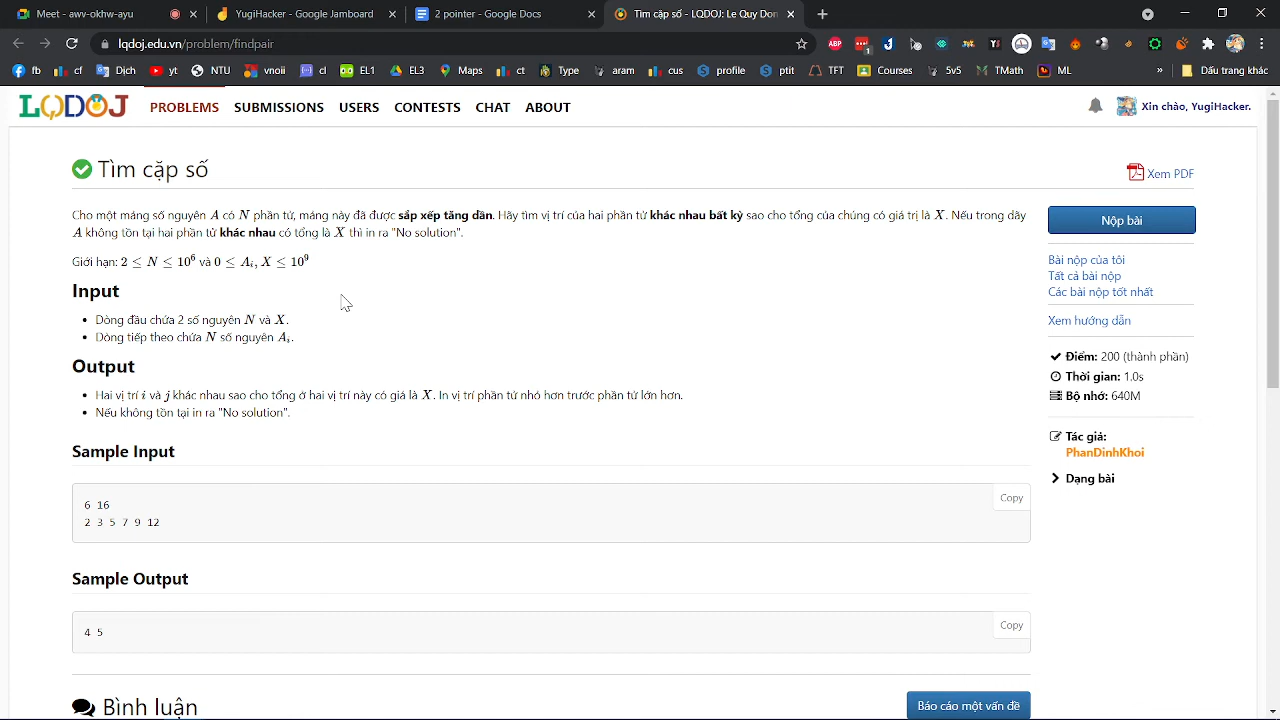 Meet - awv-okhw-ayu
YugiHacker - Google Jamboard
2 pointer - Google Docs
Tìm cặp số - LQDOJ: Le Quy Don
lqdoj.edu.vn/problem/findpair
fb
cf
Dịch
yt
NTU
vnoii
cl
EL1
EL3
Maps
ct
Type
aram
cus
profile
ptit
TFT
Courses
5v5
TMath
ML
»
Dấu trang khác
LQDOJ
PROBLEMS
SUBMISSIONS
USERS
CONTESTS
CHAT
ABOUT
Xin chào, YugiHacker.
Tìm cặp số
Xem PDF
Cho một mảng số nguyên A có N phần tử, mảng này đã được sắp xếp tăng dần. Hãy tìm vị trí của hai phần tử khác nhau bất kỳ sao cho tổng của chúng có giá trị là X. Nếu trong dãy
A không tồn tại hai phần tử khác nhau có tổng là X thì in ra "No solution".
Giới hạn: 2 ≤ N ≤ 10⁶ và 0 ≤ Aᵢ, X ≤ 10⁹
Input
• Dòng đầu chứa 2 số nguyên N và X.
• Dòng tiếp theo chứa N số nguyên Aᵢ.
Output
• Hai vị trí i và j khác nhau sao cho tổng ở hai vị trí này có giá là X. In vị trí phần tử nhỏ hơn trước phần tử lớn hơn.
• Nếu không tồn tại in ra "No solution".
Sample Input
Copy
6 16
2 3 5 7 9 12
Sample Output
Copy
4 5
Bình luận
Báo cáo một vấn đề
Nộp bài
Bài nộp của tôi
Tất cả bài nộp
Các bài nộp tốt nhất
Xem hướng dẫn
Điểm: 200 (thành phần)
Thời gian: 1.0s
Bộ nhớ: 640M
Tác giả:
PhanDinhKhoi
Dạng bài